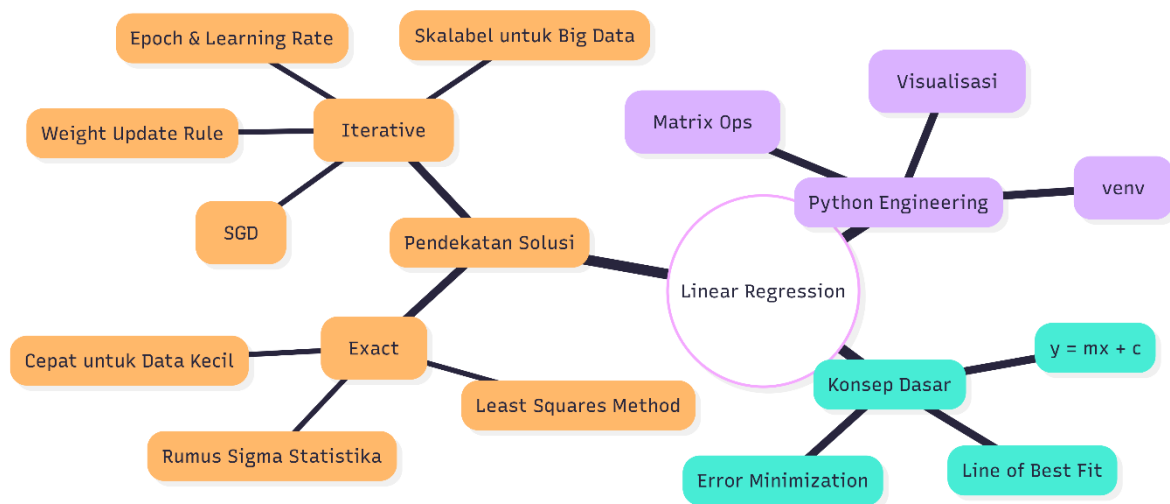 Epoch & Learning Rate
Skalabel untuk Big Data
Weight Update Rule
Iterative
SGD
Pendekatan Solusi
Exact
Cepat untuk Data Kecil
Least Squares Method
Rumus Sigma Statistika
Linear Regression
Visualisasi
Matrix Ops
Python Engineering
venv
y = mx + c
Konsep Dasar
Line of Best Fit
Error Minimization